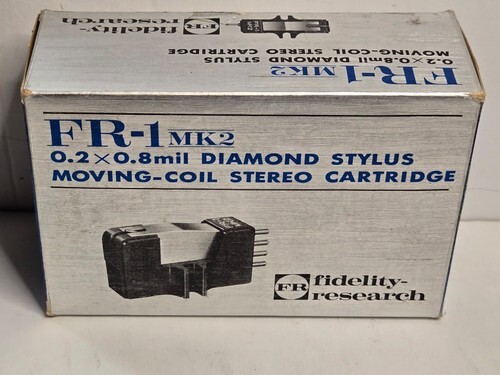 fidelity-
research
FR-1 MK2
0.2×0.8mil DIAMOND STYLUS
MOVING-COIL STEREO CARTRIDGE
FR-1 MK2
0.2×0.8mil DIAMOND STYLUS
MOVING-COIL STEREO CARTRIDGE
FR
fidelity-
research